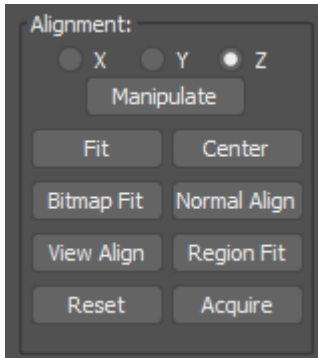 Alignment:
X Y Z
Manipulate
Fit Center
Bitmap Fit Normal Align
View Align Region Fit
Reset Acquire